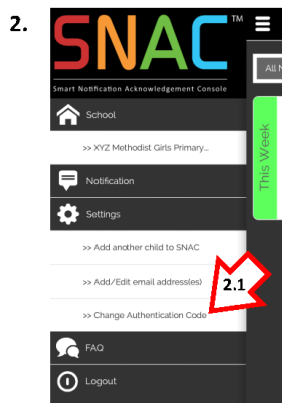 2.
SNAC™
Smart Notification Acknowledgement Console
All
School
>> XYZ Methodist Girls Primary...
This Week
Notification
Settings
>> Add another child to SNAC
>> Add/Edit email address(es)
2.1
>> Change Authentication Code
FAQ
Logout